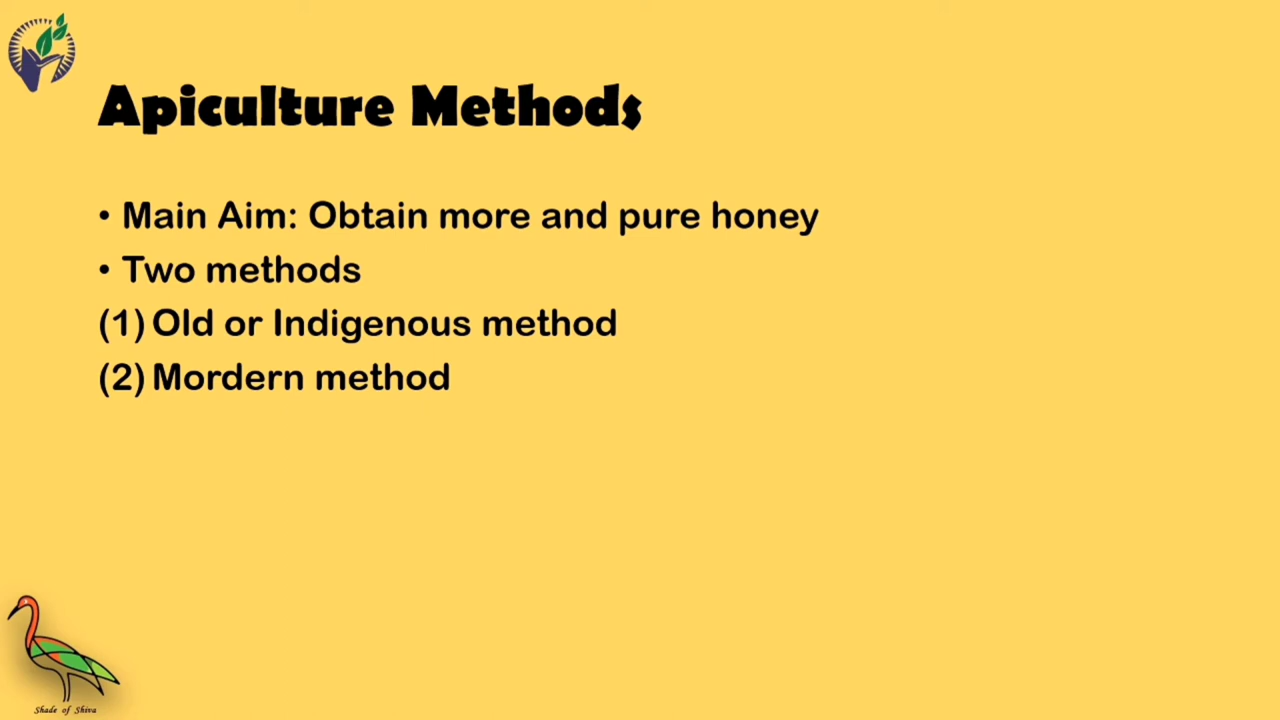 Apiculture Methods
• Main Aim: Obtain more and pure honey
• Two methods
(1) Old or Indigenous method
(2) Mordern method
Shade of Shiva